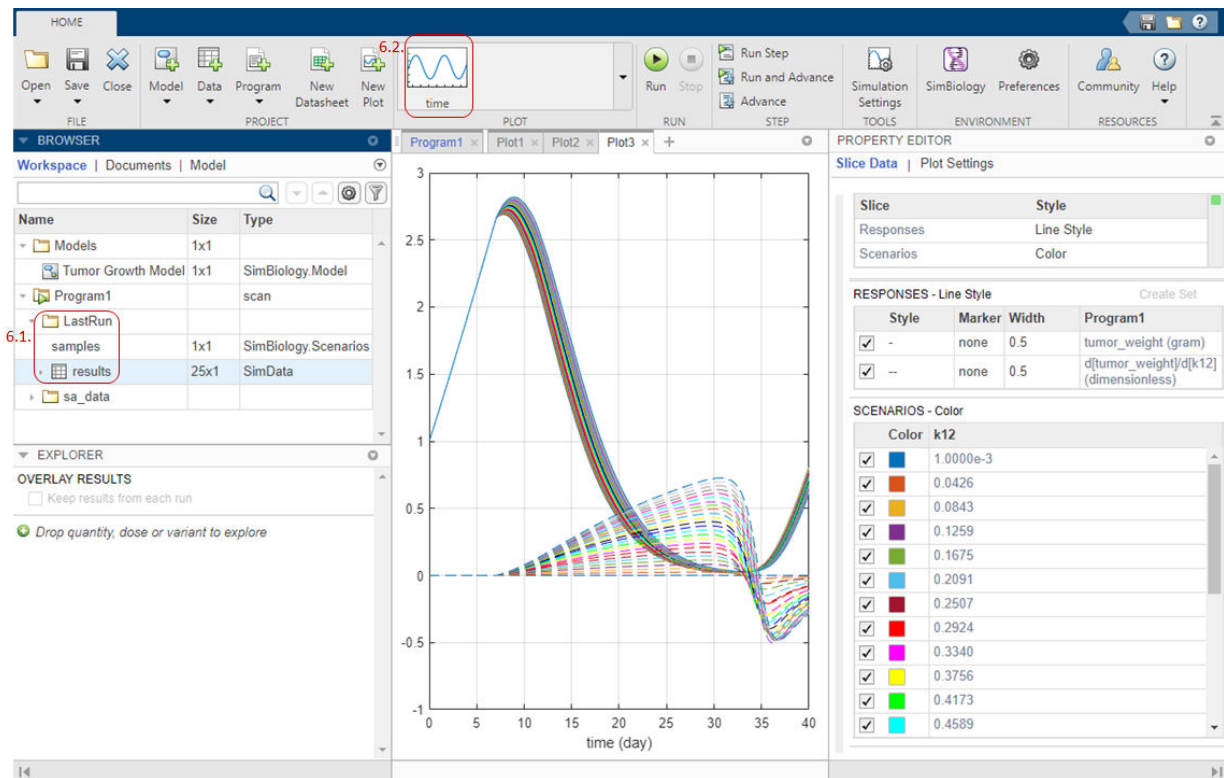 HOME
6.2.
Open Save Close Model Data Program New Datasheet New Plot time Run Stop Run Step Run and Advance Advance Simulation Settings SimBiology Preferences Community Help
FILE PROJECT PLOT RUN STEP TOOLS ENVIRONMENT RESOURCES
BROWSER
Workspace | Documents | Model
Name Size Type
Models 1x1
Tumor Growth Model 1x1 SimBiology.Model
Program1 scan
LastRun
6.1.
samples 1x1 SimBiology.Scenarios
results 25x1 SimData
sa_data
EXPLORER
OVERLAY RESULTS
Keep results from each run
Drop quantity, dose or variant to explore
Program1 × Plot1 × Plot2 × Plot3 × +
3
2.5
2
1.5
1
0.5
0
-0.5
-1
0 5 10 15 20 25 30 35 40
time (day)
PROPERTY EDITOR
Slice Data | Plot Settings
Slice Style
Responses Line Style
Scenarios Color
RESPONSES - Line Style Create Set
Style Marker Width Program1
- none 0.5 tumor_weight (gram)
-- none 0.5 d[tumor_weight]/d[k12]
(dimensionless)
SCENARIOS - Color
Color k12
1.0000e-3
0.0426
0.0843
0.1259
0.1675
0.2091
0.2507
0.2924
0.3340
0.3756
0.4173
0.4589